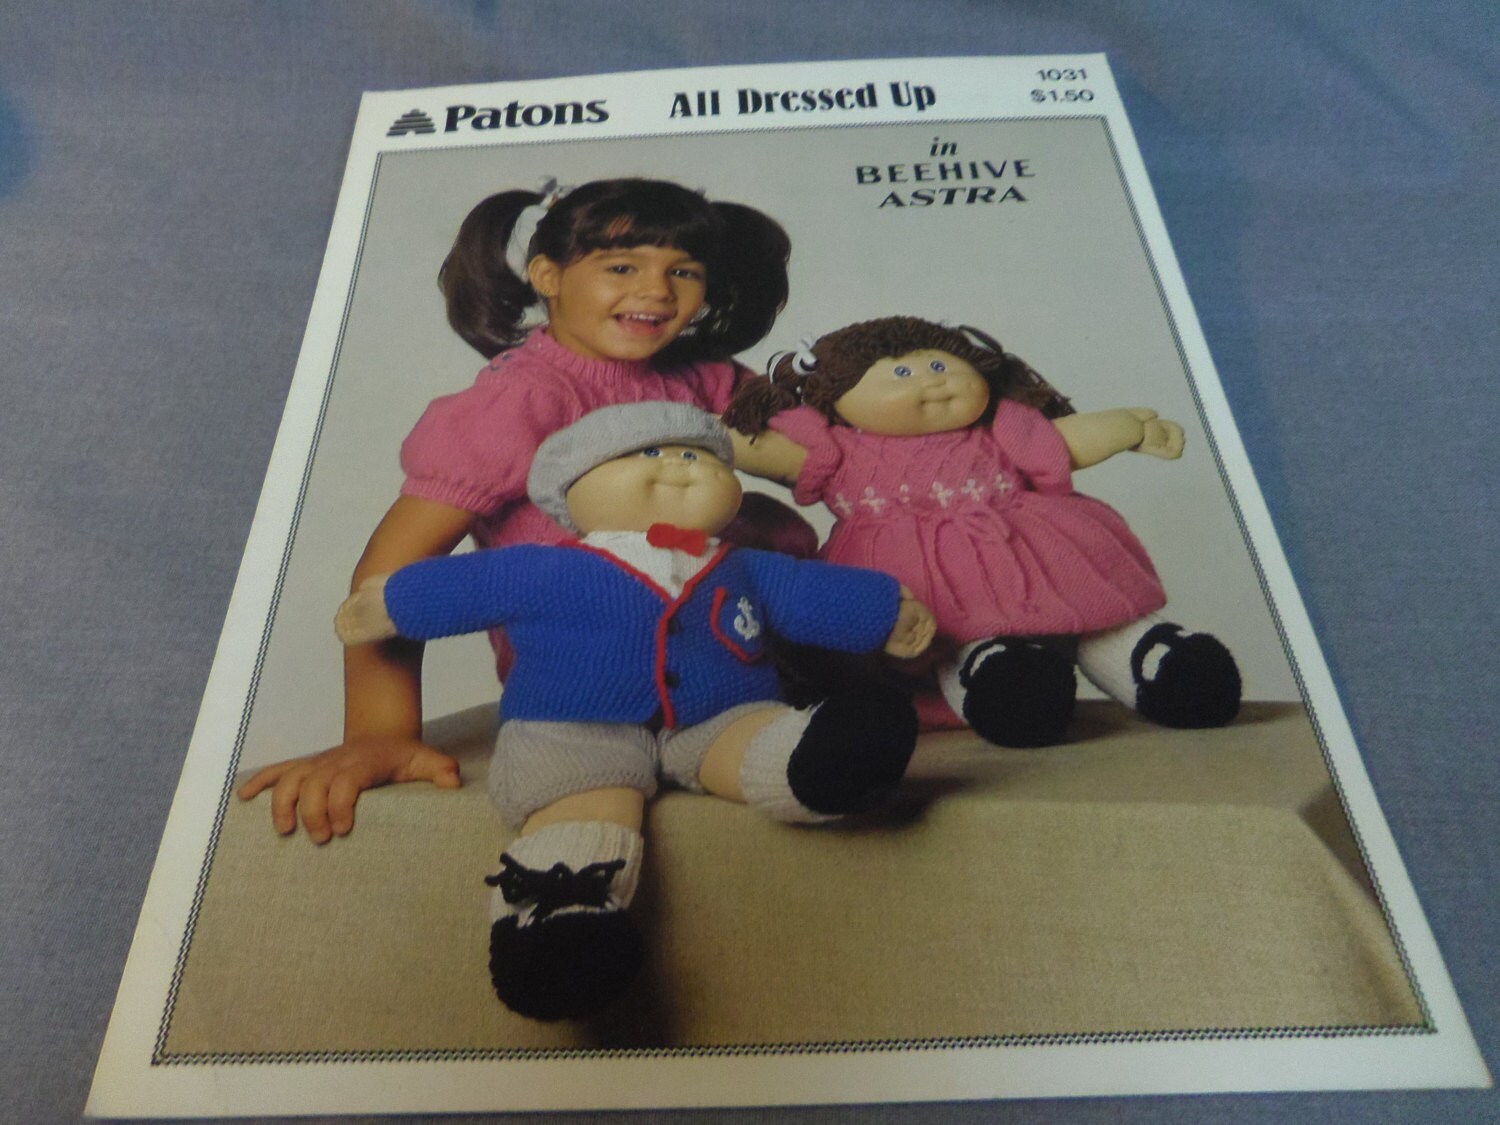 Patons All Dressed Up 1031
$1.50
in
BEEHIVE
ASTRA